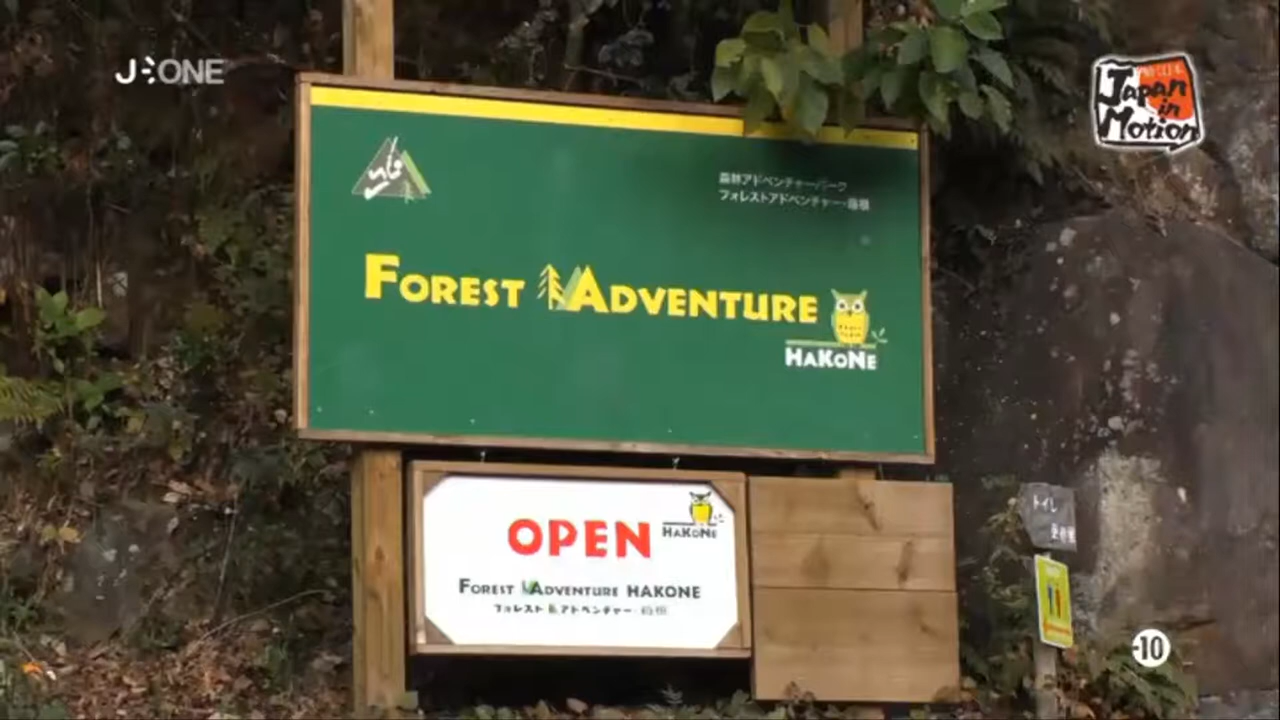 J:ONE
Japan
in
Motion
森林アドベンチャーパーク
フォレストアドベンチャー・箱根
FOREST ADVENTURE
HAKONE
OPEN
HAKONE
FOREST ADVENTURE HAKONE
フォレストアドベンチャー・箱根
トイレ
-10